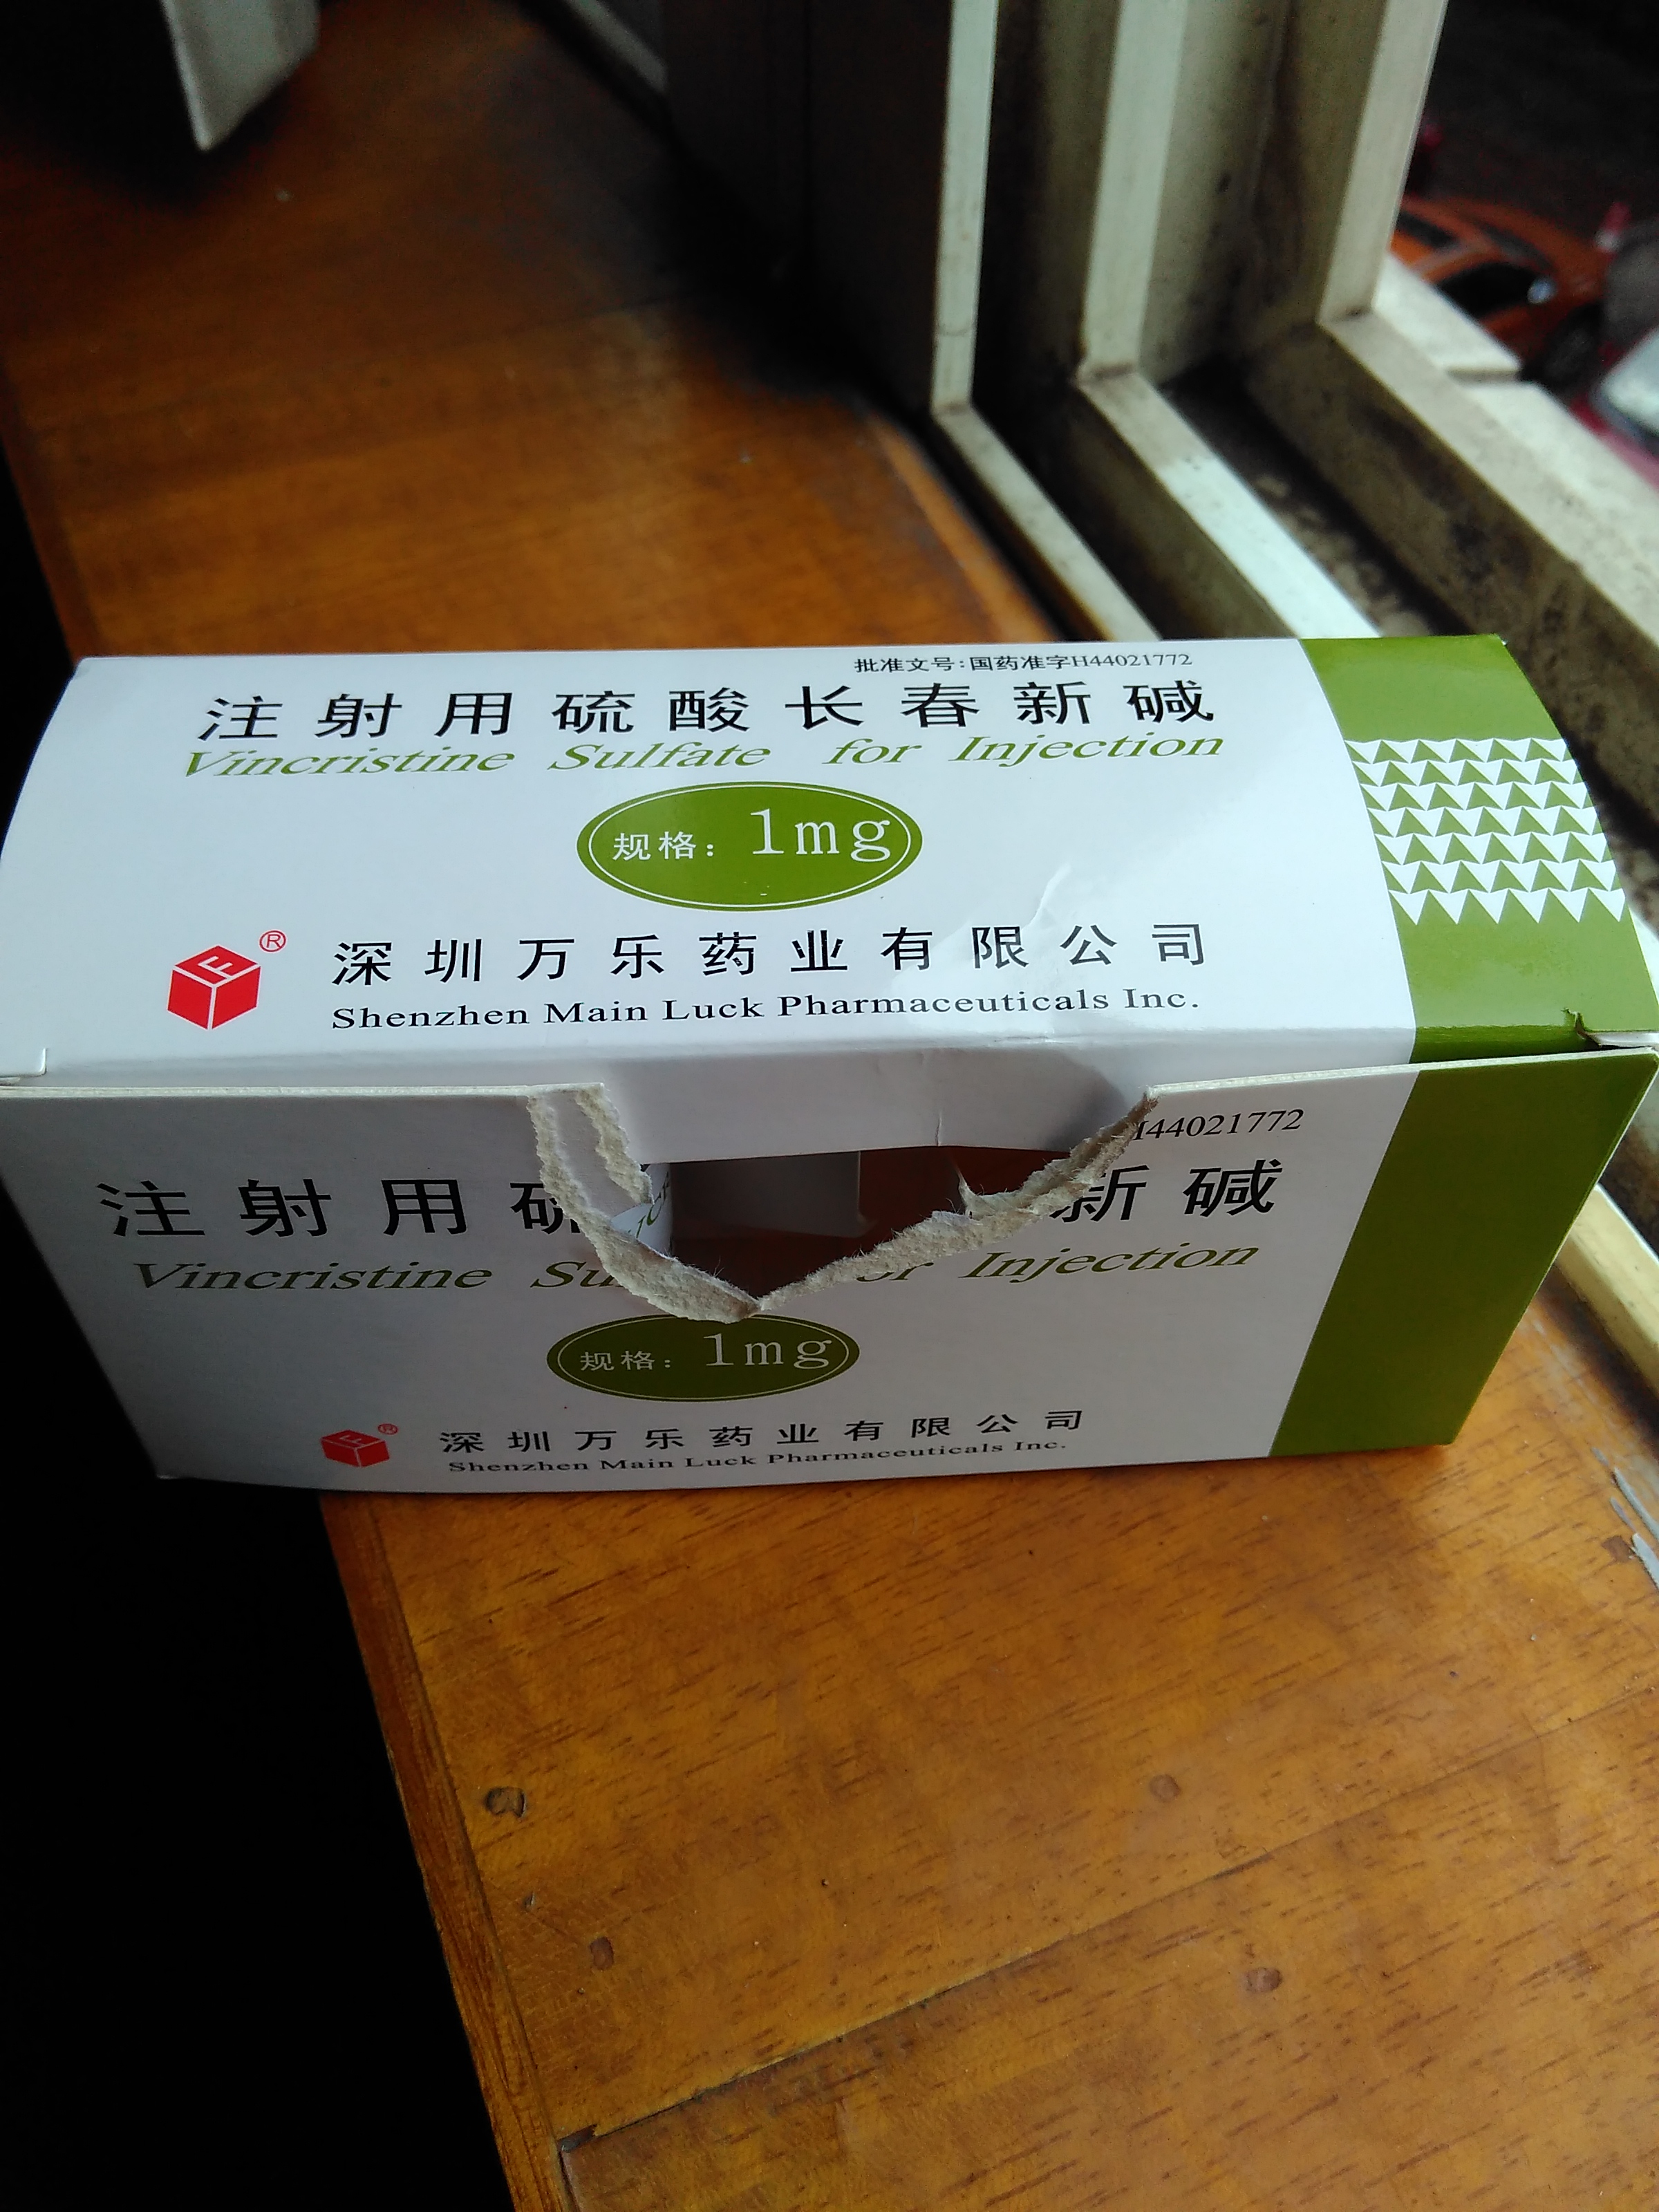 批准文号:国药准字H44021772
注射用硫酸长春新碱
Vincristine Sulfate for Injection
规格: 1mg
E
®
深圳万乐药业有限公司
Shenzhen Main Luck Pharmaceuticals Inc.
H44021772
注射用硫 新碱
Vincristine Su or Injection
规格: 1mg
E
®
深圳万乐药业有限公司
Shenzhen Main Luck Pharmaceuticals Inc.